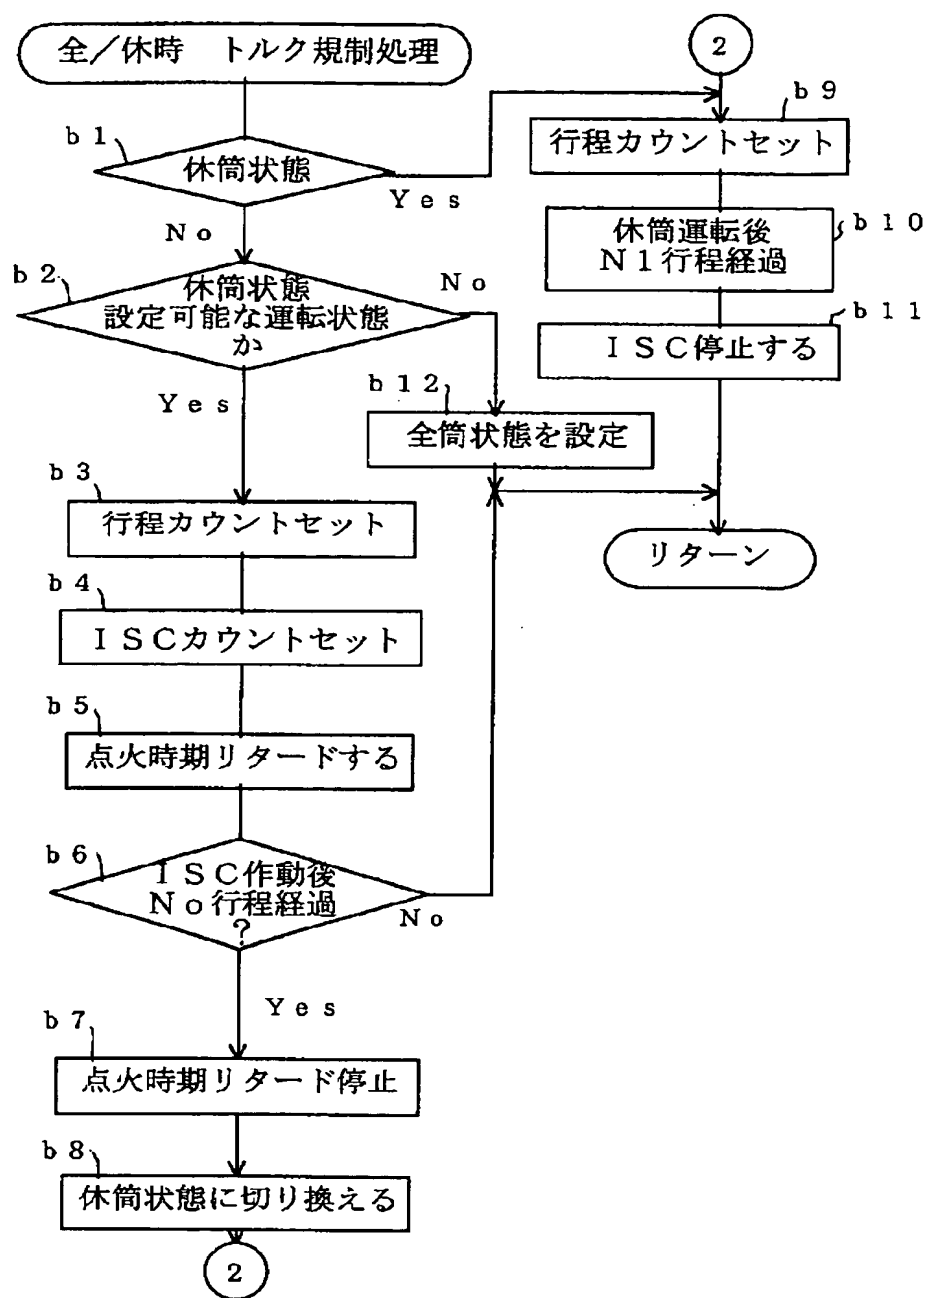 全／休時　トルク規制処理
b1
休筒状態
Yes
No
b2
休筒状態
設定可能な運転状態
か
No
Yes
b12
全筒状態を設定
b3
行程カウントセット
b4
ＩＳＣカウントセット
b5
点火時期リタードする
b6
ＩＳＣ作動後
Ｎｏ行程経過
？
No
Yes
b7
点火時期リタード停止
b8
休筒状態に切り換える
2
2
b9
行程カウントセット
b10
休筒運転後
Ｎ１行程経過
b11
ＩＳＣ停止する
リターン